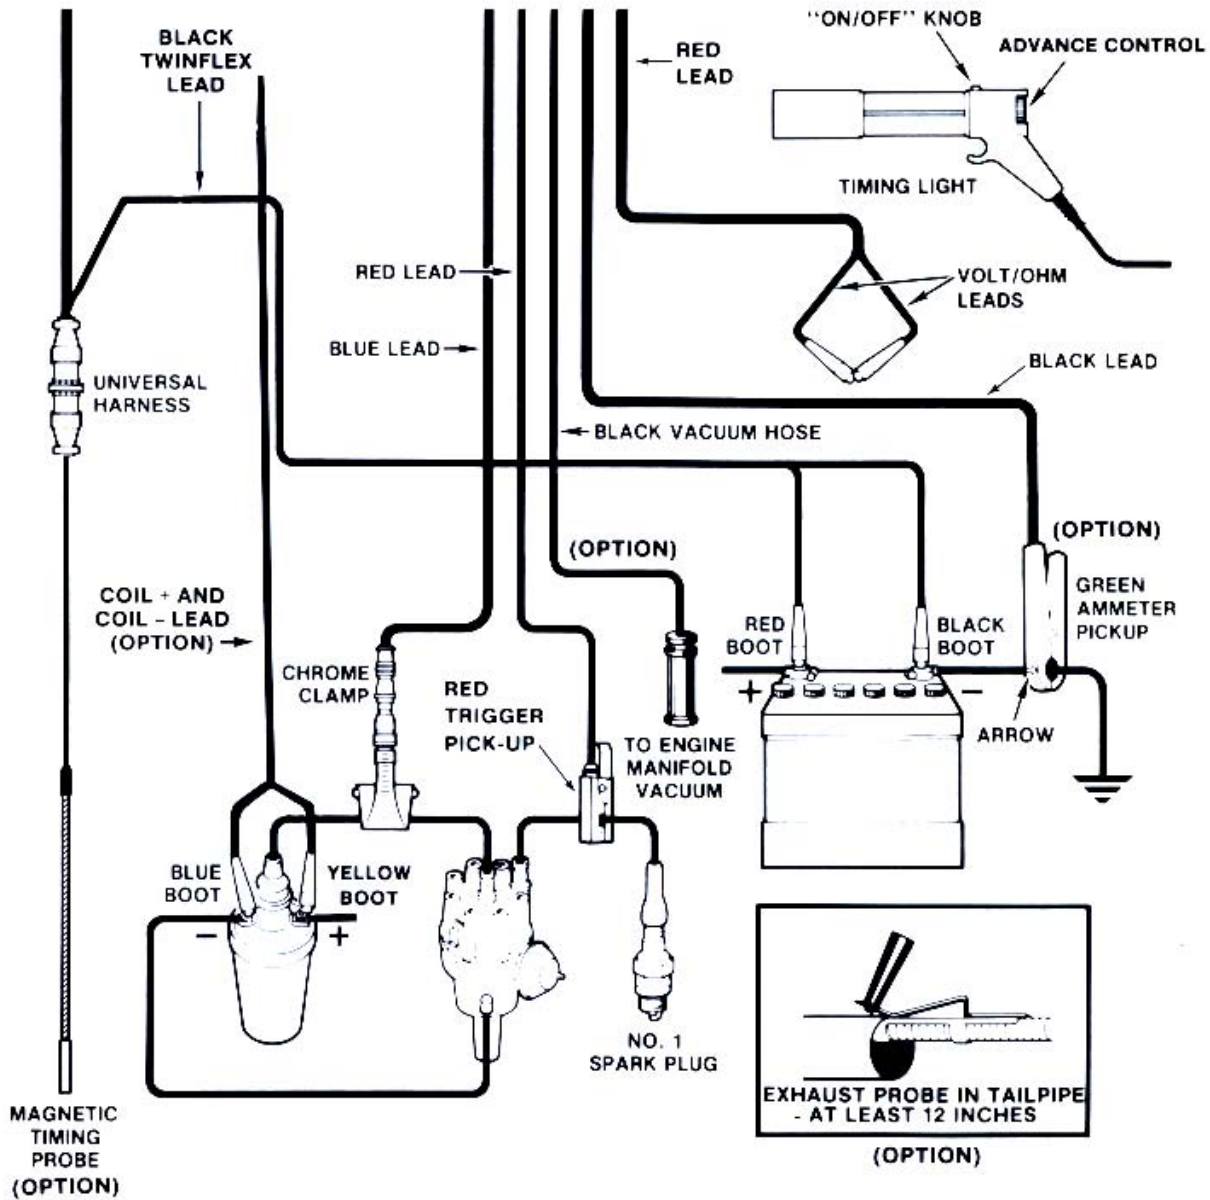 "ON/OFF" KNOB
ADVANCE CONTROL
BLACK
TWINFLEX
LEAD
RED
LEAD
TIMING LIGHT
RED LEAD
VOLT/OHM
LEADS
BLUE LEAD
BLACK LEAD
UNIVERSAL
HARNESS
BLACK VACUUM HOSE
(OPTION)
(OPTION)
COIL + AND
COIL - LEAD
(OPTION)
GREEN
AMMETER
PICKUP
RED
BOOT
BLACK
BOOT
CHROME
CLAMP
RED
TRIGGER
PICK-UP
+
-
ARROW
TO ENGINE
MANIFOLD
VACUUM
BLUE
BOOT
YELLOW
BOOT
-
+
NO. 1
SPARK PLUG
EXHAUST PROBE IN TAILPIPE
- AT LEAST 12 INCHES
(OPTION)
MAGNETIC
TIMING
PROBE
(OPTION)